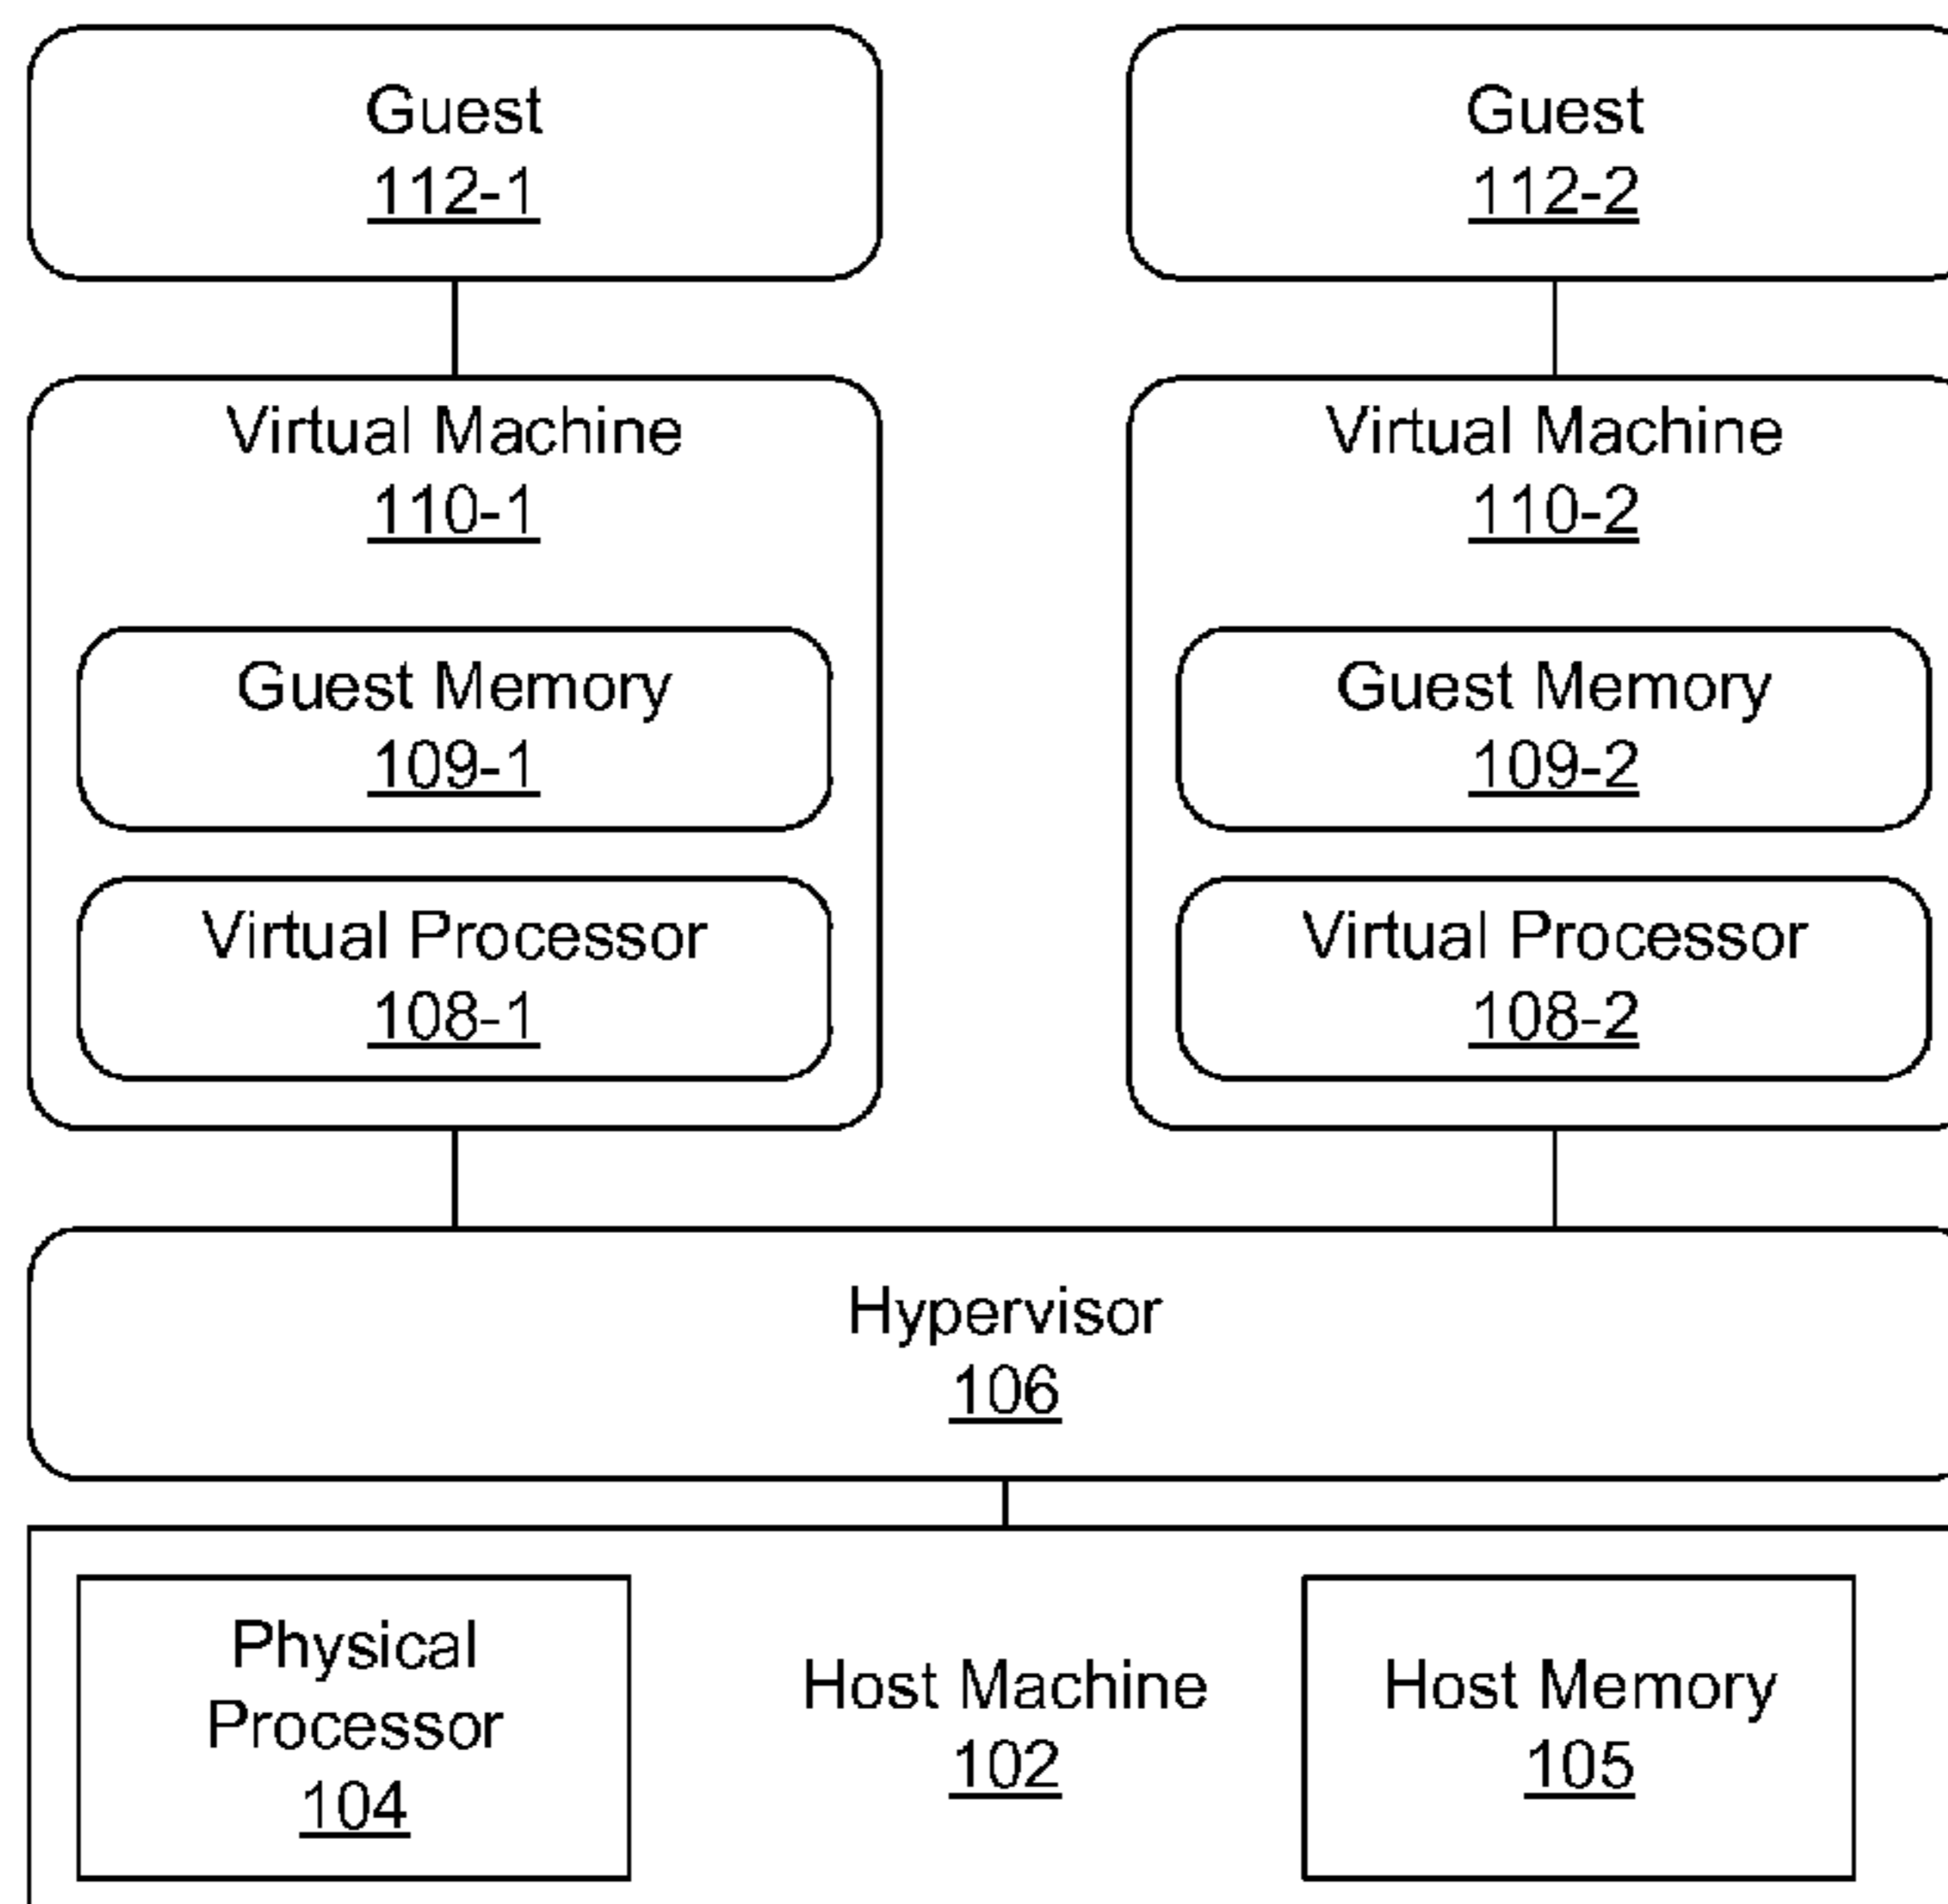 Guest
112-1
Guest
112-2
Virtual Machine
110-1
Guest Memory
109-1
Virtual Processor
108-1
Virtual Machine
110-2
Guest Memory
109-2
Virtual Processor
108-2
Hypervisor
106
Physical
Processor
104
Host Machine
102
Host Memory
105